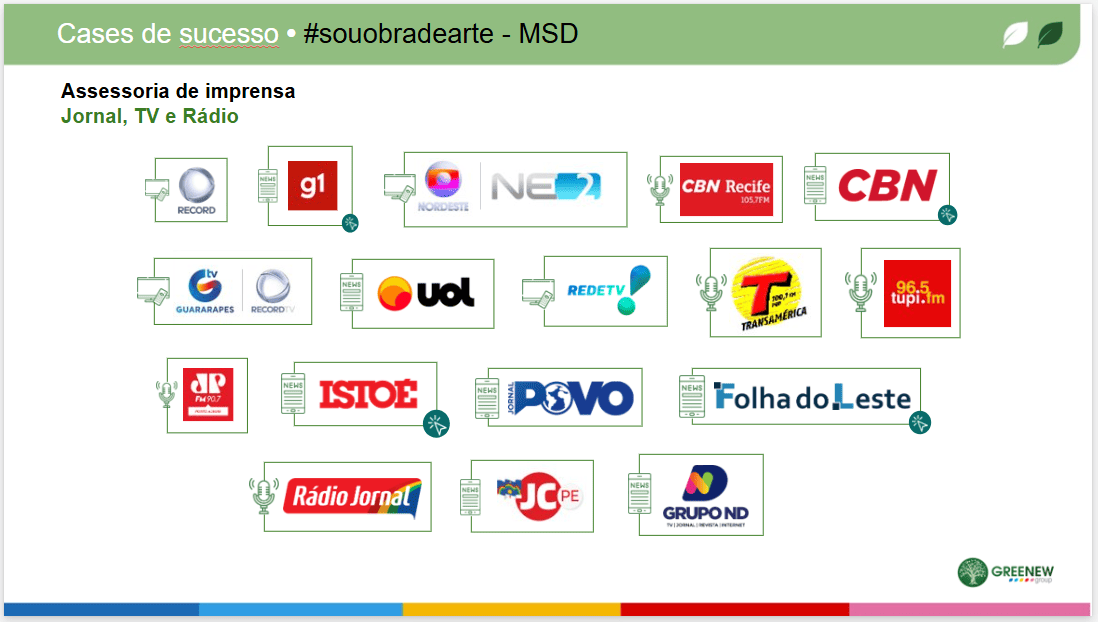 Cases de sucesso • #souobradearte - MSD
Assessoria de imprensa
Jornal, TV e Rádio
RECORD
NEWS
g1
NORDESTE
NE2
CBN Recife
105,7FM
NEWS
CBN
tv
GUARARAPES
RECORDTV
NEWS
uol
REDETV
T
100,1 FM
TRANSAMÉRICA
96.5
tupi.fm
JP
FM 90.7
NEWS
ISTOÉ
NEWS
JORNAL
POVO
NEWS
Folha do Leste
Rádio Jornal
NEWS
JC PE
NEWS
GRUPO ND
TV | JORNAL | REVISTA | INTERNET
GREENEW
group